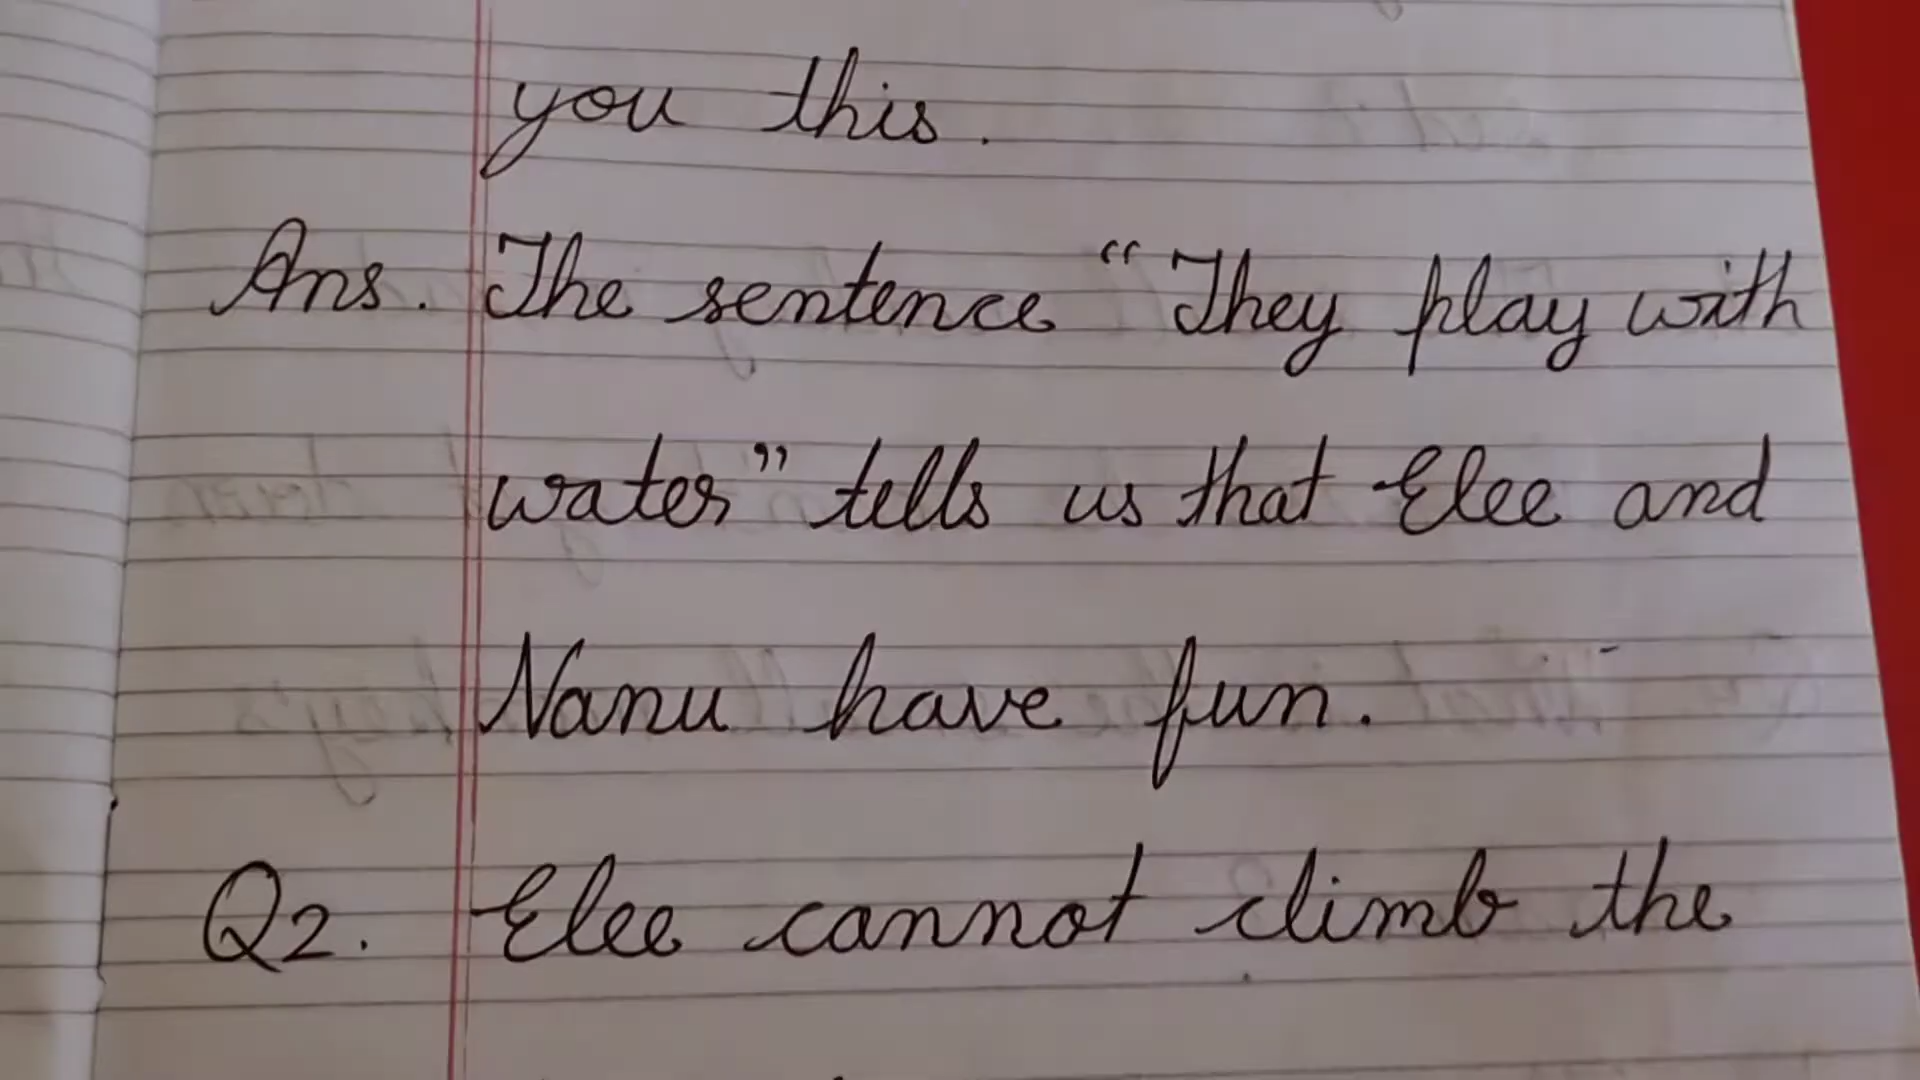 you this.
Ans. The sentence “They play with
water” tells us that Elee and
Nanu have fun.
Q2. Elee cannot climb the